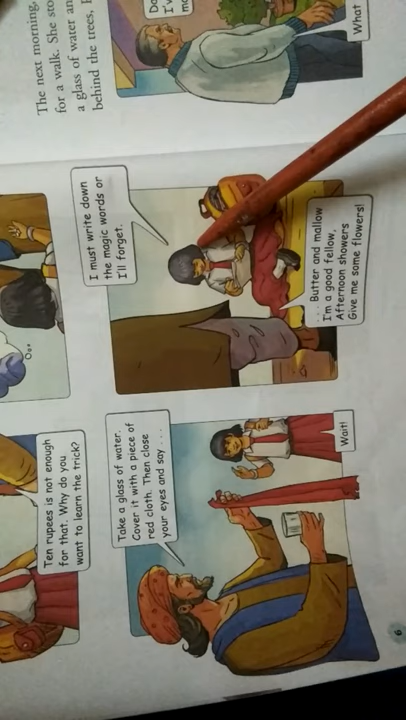 Ten rupees is not enough
for that. Why do you
want to learn the trick?
Take a glass of water.
Cover it with a piece of
red cloth. Then close
your eyes and say . . .
Wait!
I must write down
the magic words or
I'll forget.
. . . Butter and mallow
I'm a good fellow,
Afternoon showers
Give me some flowers!
6
The next morning,
for a walk. She sto
a glass of water an
behind the trees,
Do
I'v
ma
What